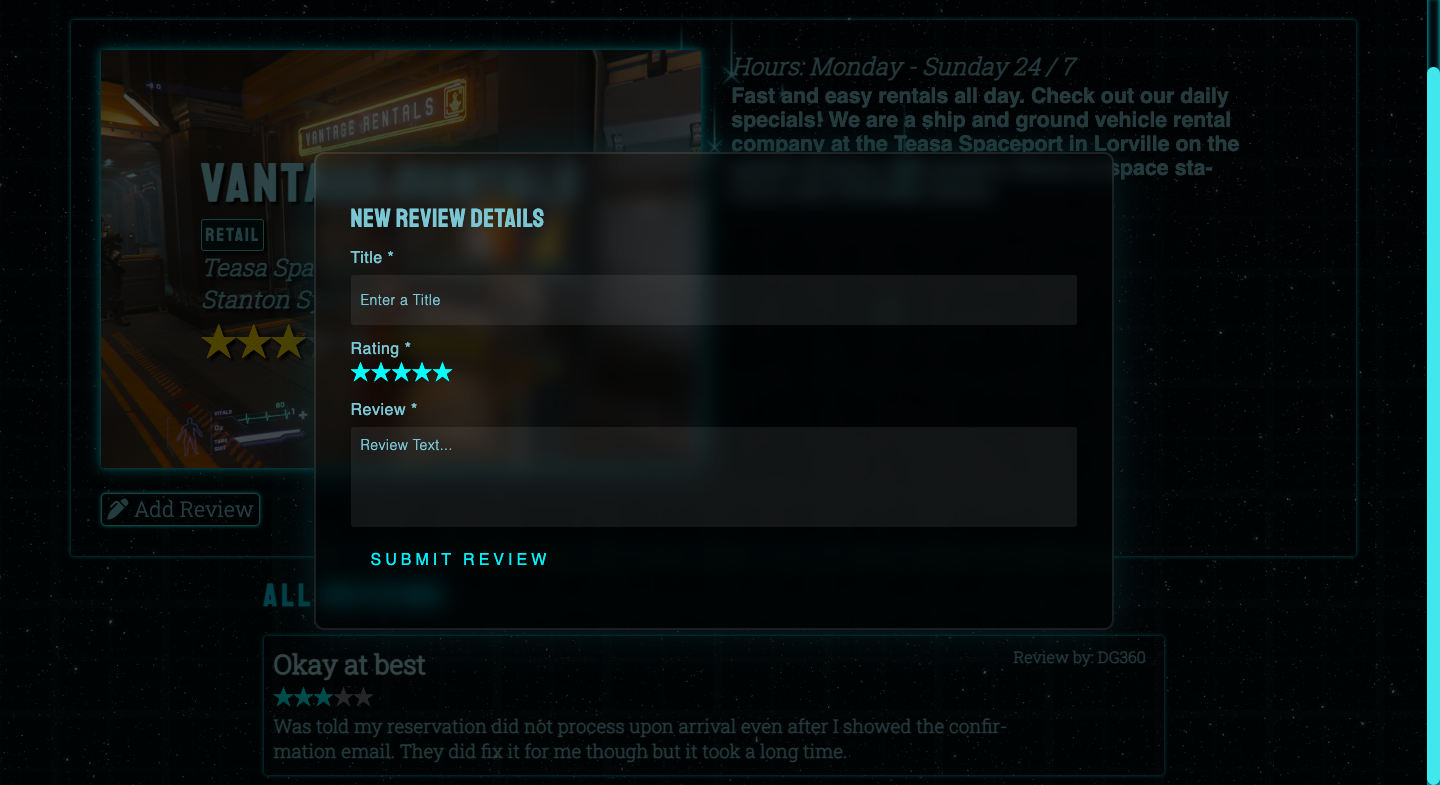 VANTAGE RENTALS
VANT
RETAIL
Teasa Spa
Stanton S
Add Review
Hours: Monday - Sunday 24 / 7
Fast and easy rentals all day. Check out our daily
specials! We are a ship and ground vehicle rental
company at the Teasa Spaceport in Lorville on the
space sta-
NEW REVIEW DETAILS
Title *
Enter a Title
Rating *
Review *
Review Text...
SUBMIT REVIEW
ALL
Okay at best
Review by: DG360
Was told my reservation did not process upon arrival even after I showed the confir-
mation email. They did fix it for me though but it took a long time.